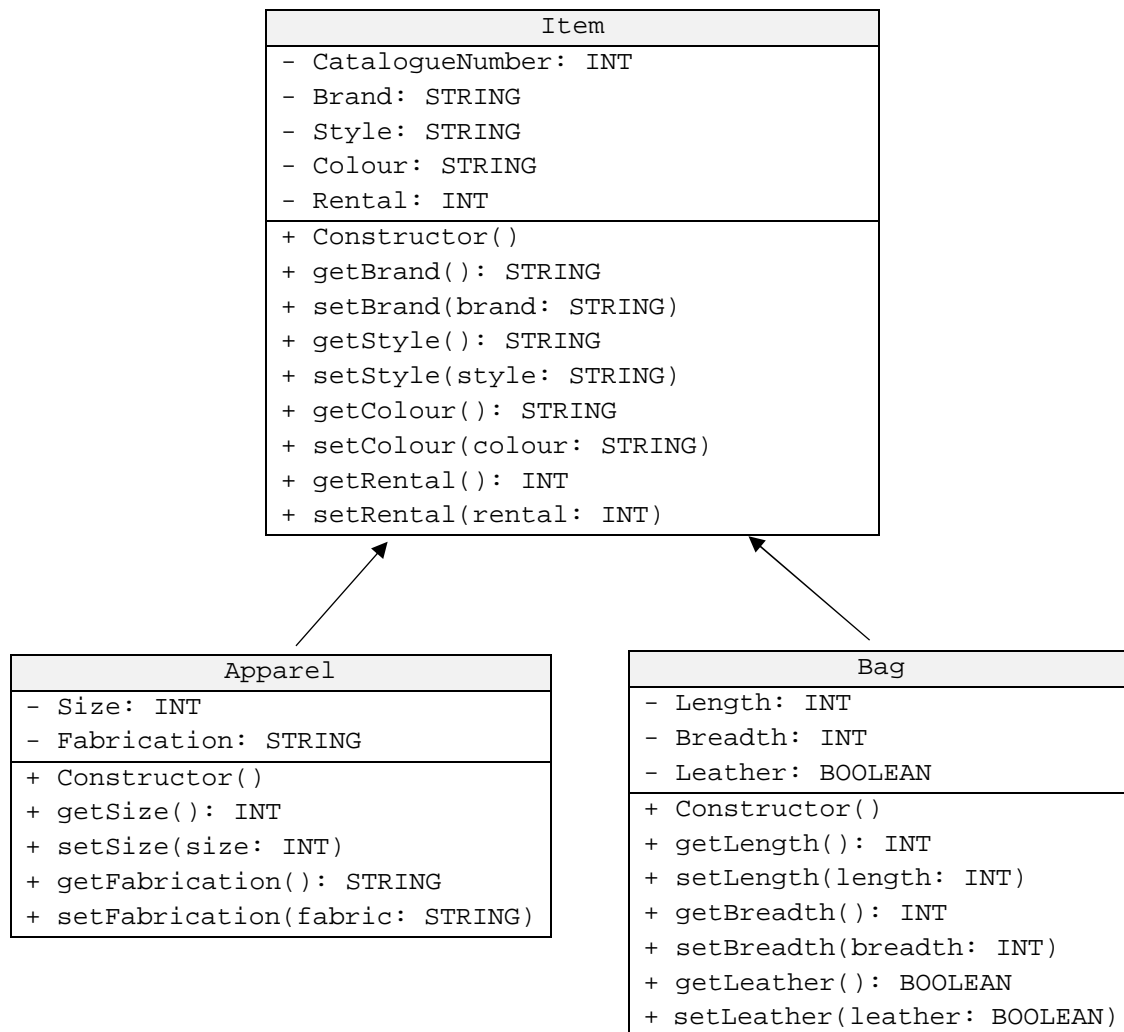 Item
- CatalogueNumber: INT
- Brand: STRING
- Style: STRING
- Colour: STRING
- Rental: INT
+ Constructor()
+ getBrand(): STRING
+ setBrand(brand: STRING)
+ getStyle(): STRING
+ setStyle(style: STRING)
+ getColour(): STRING
+ setColour(colour: STRING)
+ getRental(): INT
+ setRental(rental: INT)
Apparel
- Size: INT
- Fabrication: STRING
+ Constructor()
+ getSize(): INT
+ setSize(size: INT)
+ getFabrication(): STRING
+ setFabrication(fabric: STRING)
Bag
- Length: INT
- Breadth: INT
- Leather: BOOLEAN
+ Constructor()
+ getLength(): INT
+ setLength(length: INT)
+ getBreadth(): INT
+ setBreadth(breadth: INT)
+ getLeather(): BOOLEAN
+ setLeather(leather: BOOLEAN)